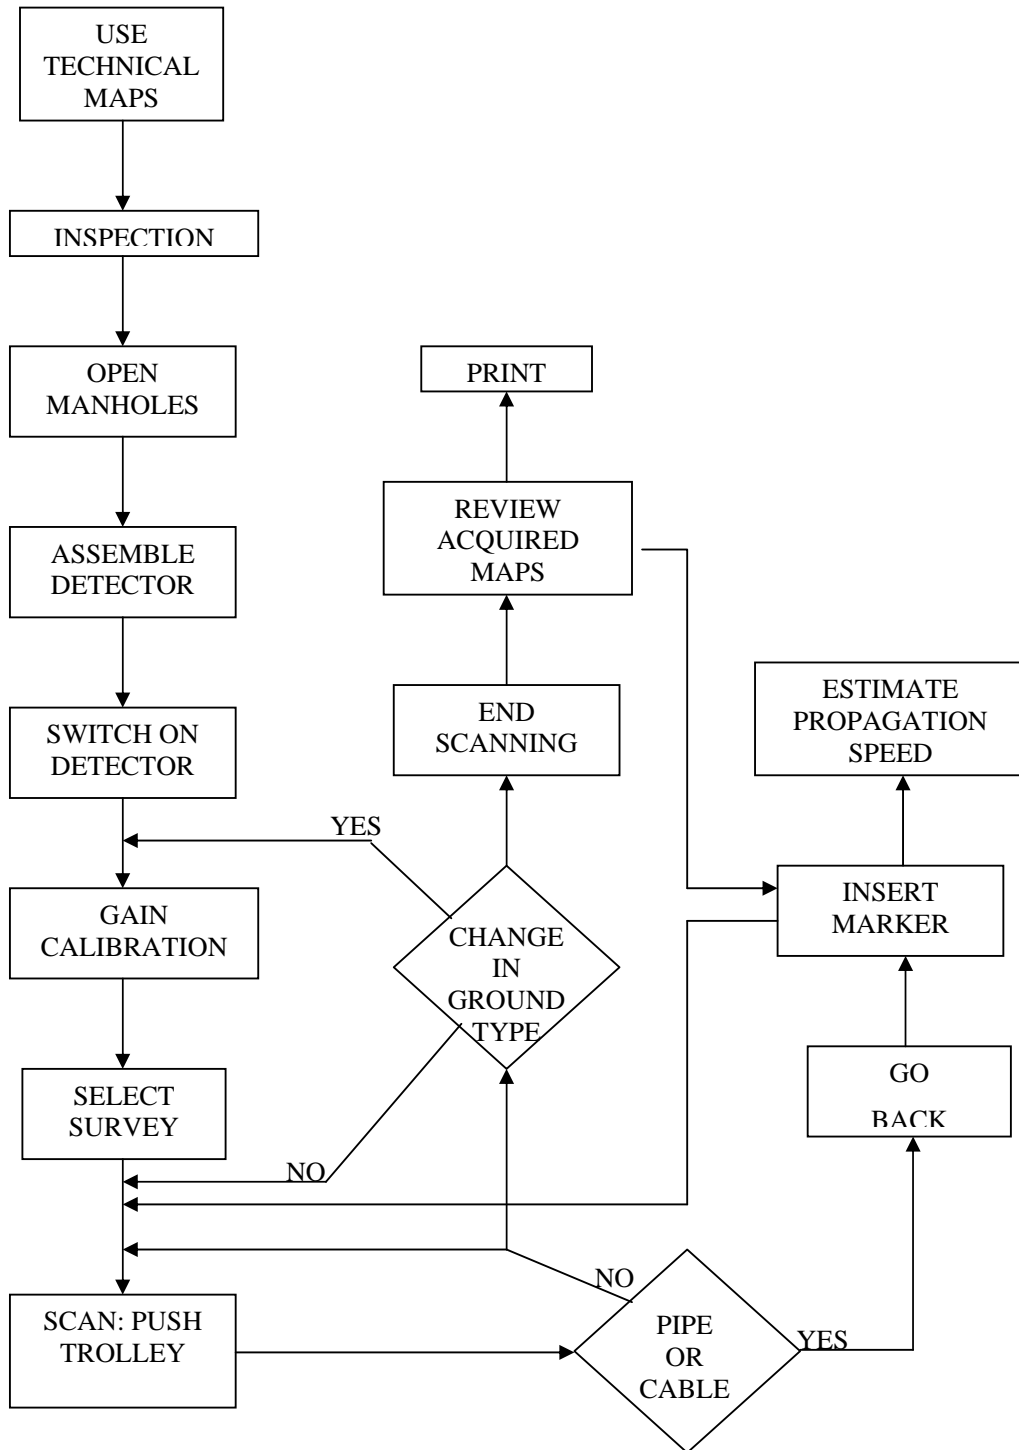 USE
TECHNICAL
MAPS
INSPECTION
OPEN
MANHOLES
ASSEMBLE
DETECTOR
SWITCH ON
DETECTOR
GAIN
CALIBRATION
SELECT
SURVEY
SCAN: PUSH
TROLLEY
PRINT
REVIEW
ACQUIRED
MAPS
END
SCANNING
YES
CHANGE
IN
GROUND
TYPE
NO
NO
PIPE
OR
CABLE
YES
ESTIMATE
PROPAGATION
SPEED
INSERT
MARKER
GO
BACK